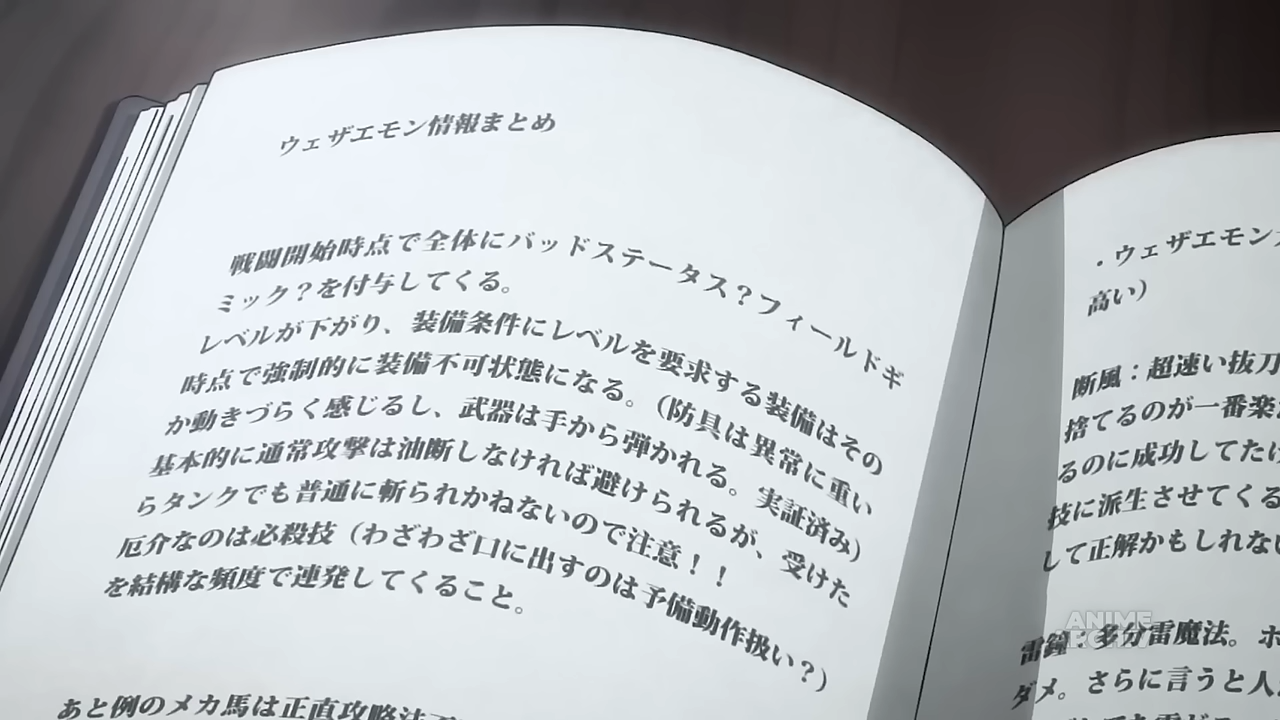 ウェザエモン情報まとめ
戦闘開始時点で全体にバッドステータス?フィールドギ
ミック?を付与してくる。
レベルが下がり、装備条件にレベルを要求する装備はその
時点で強制的に装備不可状態になる。(防具は異常に重い
か動きづらく感じるし、武器は手から弾かれる。実証済み)
基本的に通常攻撃は油断しなければ避けられるが、受けた
らタンクでも普通に斬られかねないので注意!!
厄介なのは必殺技(わざわざ口に出すのは予備動作扱い?)
を結構な頻度で連発してくること。
あと例のメカ馬は正直攻略法
・ウェザエモン
高い)
断風:超速い抜刀
捨てるのが一番楽
るのに成功してたけ
技に派生させてくる
して正解かもしれない
雷鐘:多分雷魔法。ボ
ダメ。さらに言うと人
ANIME